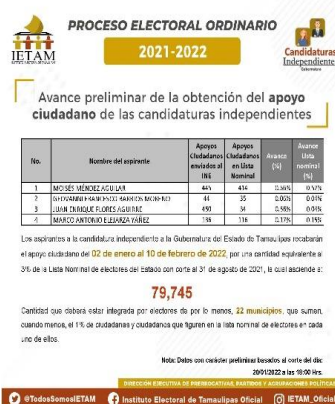 PROCESO ELECTORAL ORDINARIO
2021-2022
IETAM
Candidaturas
Independientes
Avance preliminar de la obtención del apoyo
ciudadano de las candidaturas independientes
No. Nombre del aspirante Apoyos Ciudadanos enviados al INE Apoyos Ciudadanos en Lista Nominal Avance (%) Avance Lista nominal (%)
1 MOISÉS MÉNDEZ AGUILAR
2 GEOVANNI FRANCESCO BARRIOS MORENO 44 35
3 JUAN ENRIQUE FLORES AGUIRRE
4 MARCO ANTONIO ELEJARZA YÁÑEZ
Los aspirantes a la candidatura independiente a la Gubernatura del Estado de Tamaulipas recabarán
el apoyo ciudadano del 02 de enero al 10 de febrero de 2022, por una cantidad equivalente al
3% de la Lista Nominal de electores del Estado con corte al 31 de agosto de 2021, la cual asciende a:
79,745
Cantidad que deberá estar integrada por electores de por lo menos, 22 municipios, que sumen,
cuando menos, el 1% de ciudadanas y ciudadanos que figuren en la lista nominal de electores en cada
uno de ellos.
Nota: Datos con carácter preliminar basados al corte del día:
20/01/2022 a las 18:00 Hrs.
DIRECCIÓN EJECUTIVA DE PRERROGATIVAS, PARTIDOS Y AGRUPACIONES POLÍTICAS
@TodosSomosIETAM Instituto Electoral de Tamaulipas Oficial IETAM_Oficial